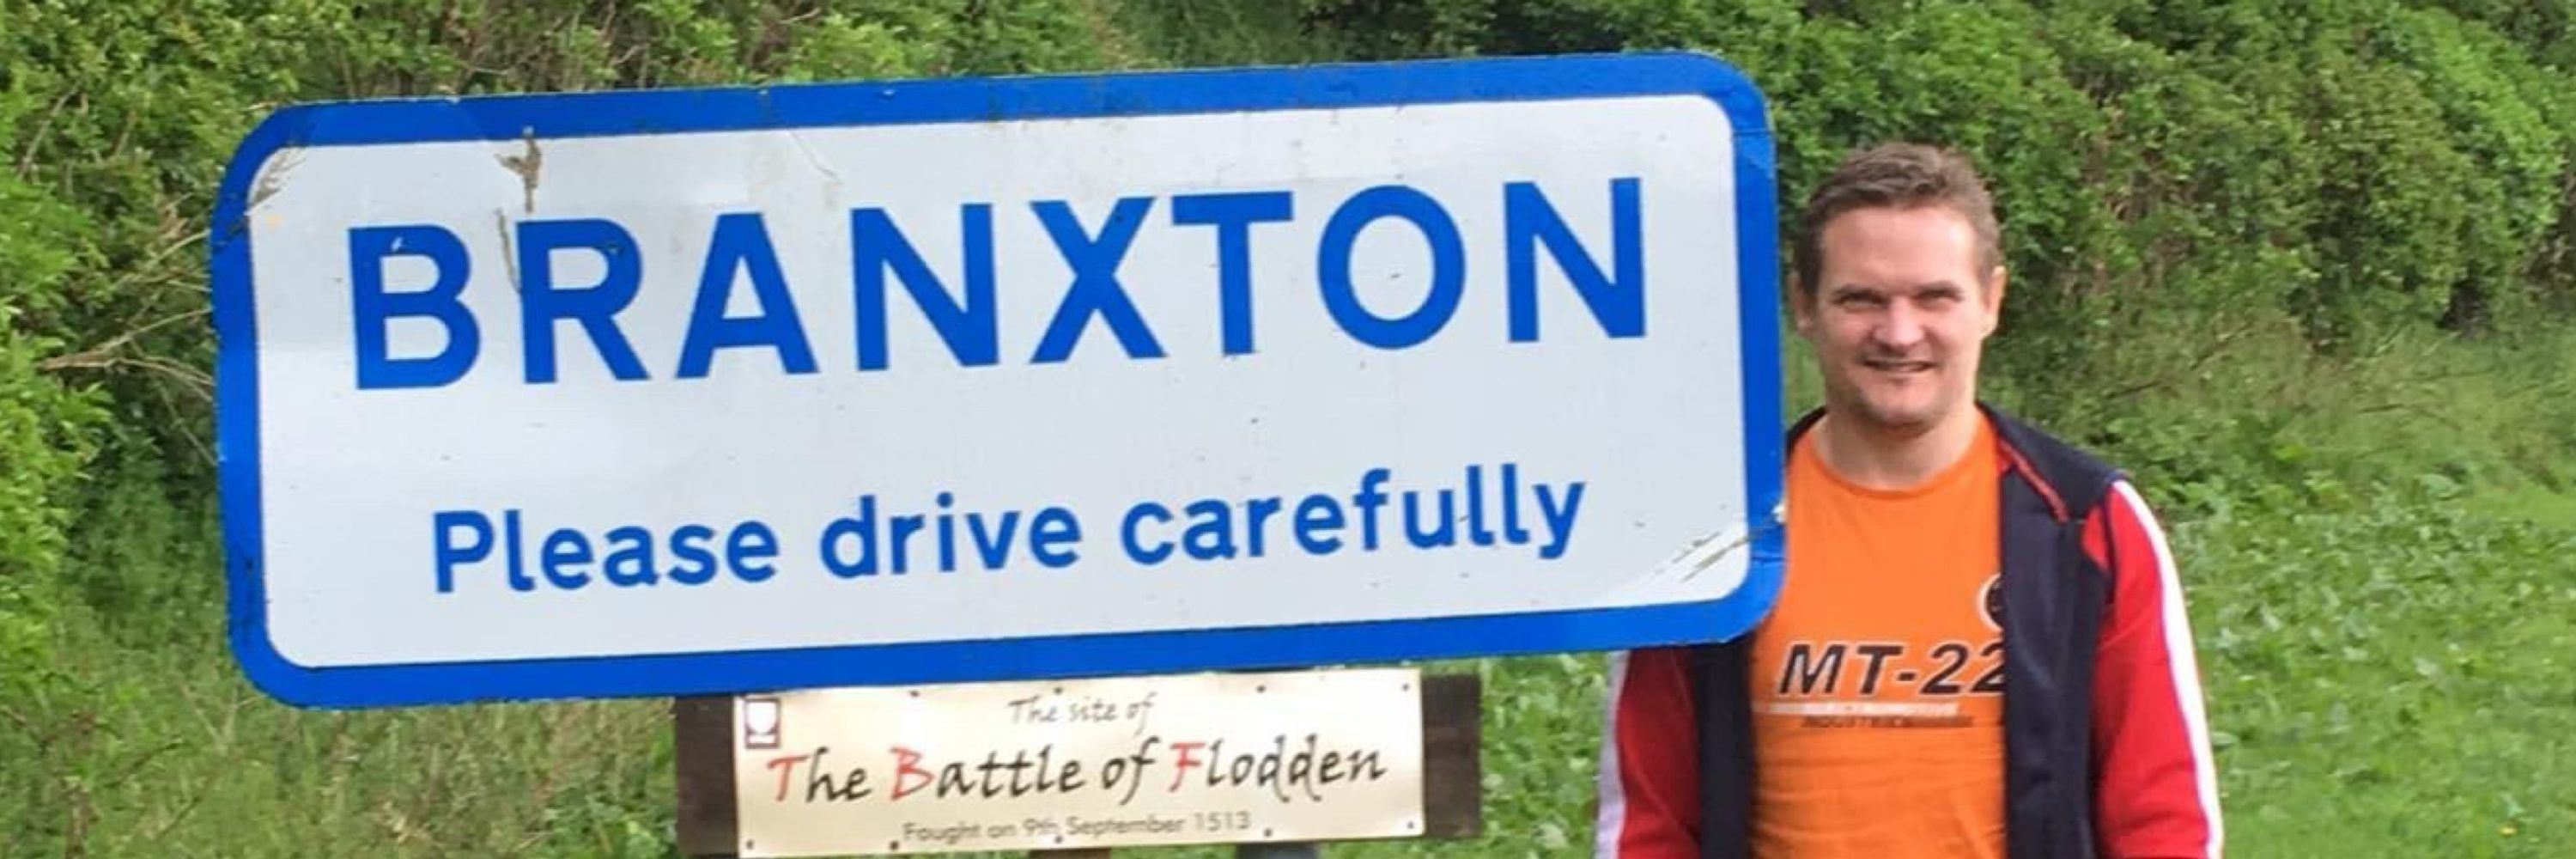 BRANXTON
Please drive carefully
The site of
The Battle of Flodden
Fought on 9th September 1513
MT-22